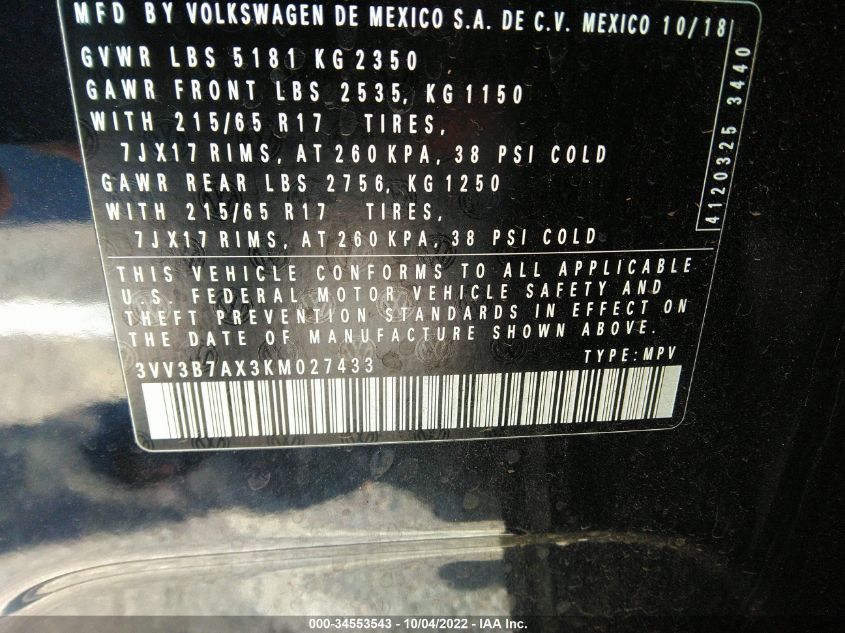 MFD BY VOLKSWAGEN DE MEXICO S.A. DE C.V. MEXICO 10/18
GVWR LBS 5181 KG 2350
GAWR FRONT LBS 2535, KG 1150
WITH 215/65 R17 TIRES,
7JX17 RIMS, AT 260 KPA, 38 PSI COLD
GAWR REAR LBS 2756, KG 1250
WITH 215/65 R17 TIRES,
7JX17 RIMS, AT 260 KPA, 38 PSI COLD
4120325 3440
THIS VEHICLE CONFORMS TO ALL APPLICABLE
U.S. FEDERAL MOTOR VEHICLE SAFETY AND
THEFT PREVENTION STANDARDS IN EFFECT ON
THE DATE OF MANUFACTURE SHOWN ABOVE.
3VV3B7AX3KM027433 TYPE: MPV
000-34553543 - 10/04/2022 - IAA Inc.